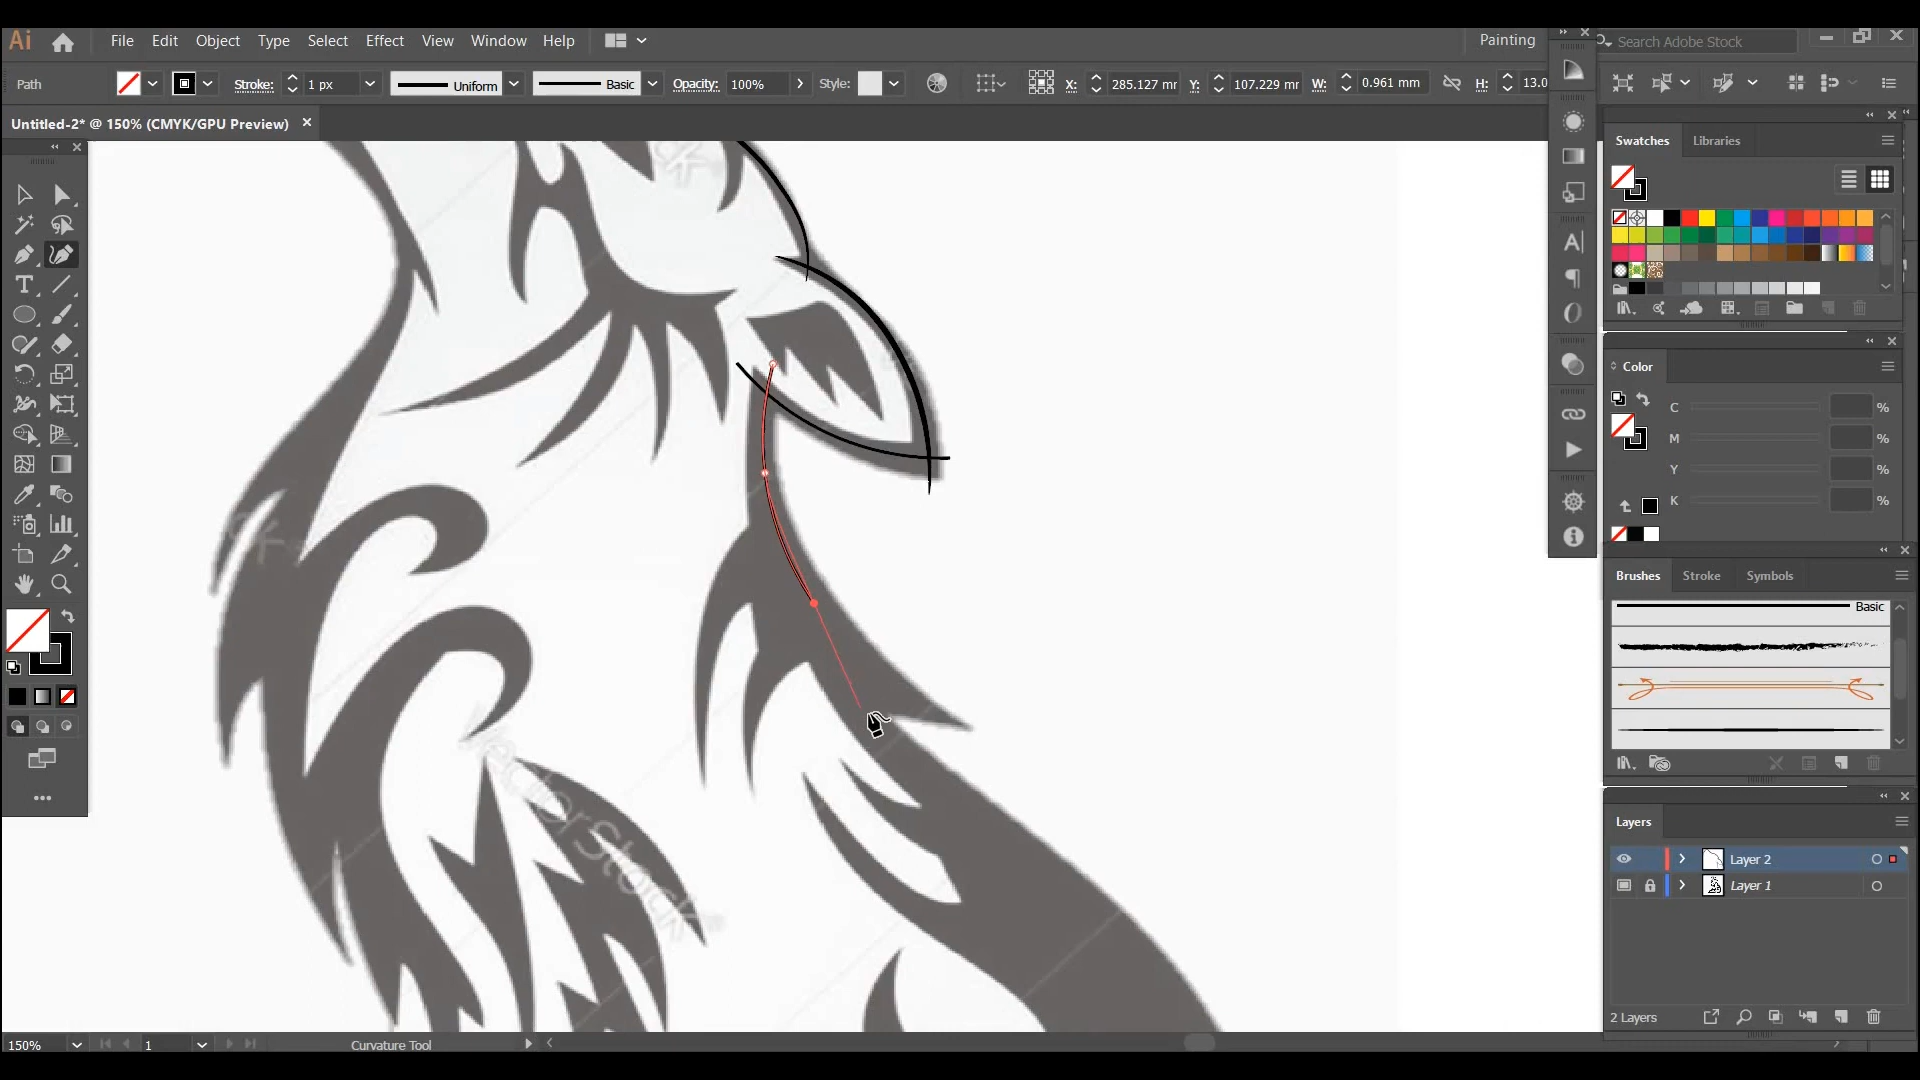 Ai File Edit Object Type Select Effect View Window Help Painting Search Adobe Stock
Path Stroke: 1 px Uniform Basic Opacity: 100% Style: X: 285.127 mr Y: 107.229 mr W: 0.961 mm H: 13.0
Untitled-2* @ 150% (CMYK/GPU Preview)
Swatches Libraries
Color
C %
M %
Y %
K %
Brushes Stroke Symbols
Basic
VectorStock®
Layers
Layer 2
Layer 1
2 Layers
150% 1 Curvature Tool